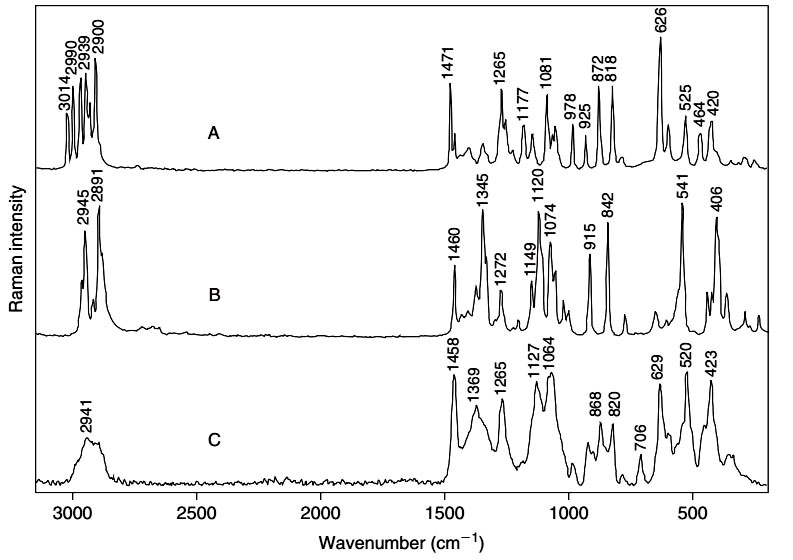 3014 2990 2939 2900 1471 1265 1177 1081 978 925 872 818 626 525 464 420
A
2945 2891 1460 1345 1272 1149 1120 1074 915 842 541 406
B
2941 1458 1369 1265 1127 1064 868 820 706 629 520 423
C
Raman intensity
3000 2500 2000 1500 1000 500
Wavenumber (cm⁻¹)